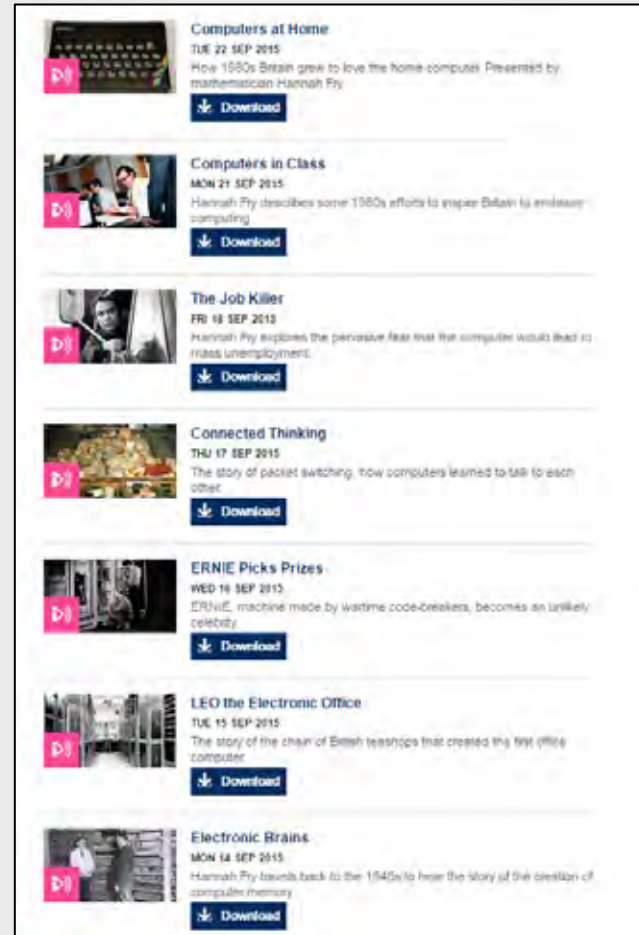 Computers at Home
TUE 22 SEP 2015
How 1980s Britain grew to love the home computer. Presented by
mathematician Hannah Fry.
Download
Computers in Class
MON 21 SEP 2015
Hannah Fry describes some 1980s efforts to inspire Britain to embrace
computing.
Download
The Job Killer
FRI 18 SEP 2015
Hannah Fry explores the pervasive fear that the computer would lead to
mass unemployment.
Download
Connected Thinking
THU 17 SEP 2015
The story of packet switching, how computers learned to talk to each
other.
Download
ERNIE Picks Prizes
WED 16 SEP 2015
ERNIE, machine made by wartime code-breakers, becomes an unlikely
celebrity.
Download
LEO the Electronic Office
TUE 15 SEP 2015
The story of the chain of British teashops that created the first office
computer.
Download
Electronic Brains
MON 14 SEP 2015
Hannah Fry travels back to the 1940s to hear the story of the creation of
computer memory.
Download